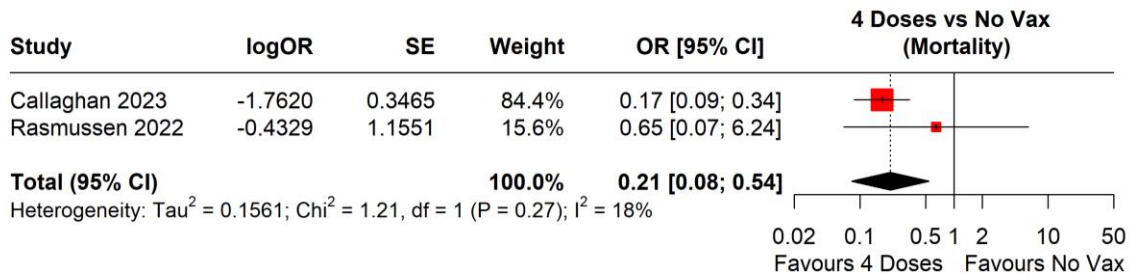 4 Doses vs No Vax
Study logOR SE Weight OR [95% CI] (Mortality)
Callaghan 2023 -1.7620 0.3465 84.4% 0.17 [0.09; 0.34]
Rasmussen 2022 -0.4329 1.1551 15.6% 0.65 [0.07; 6.24]
Total (95% CI) 100.0% 0.21 [0.08; 0.54]
Heterogeneity: Tau² = 0.1561; Chi² = 1.21, df = 1 (P = 0.27); I² = 18%
0.02 0.1 0.5 1 2 10 50
Favours 4 Doses Favours No Vax